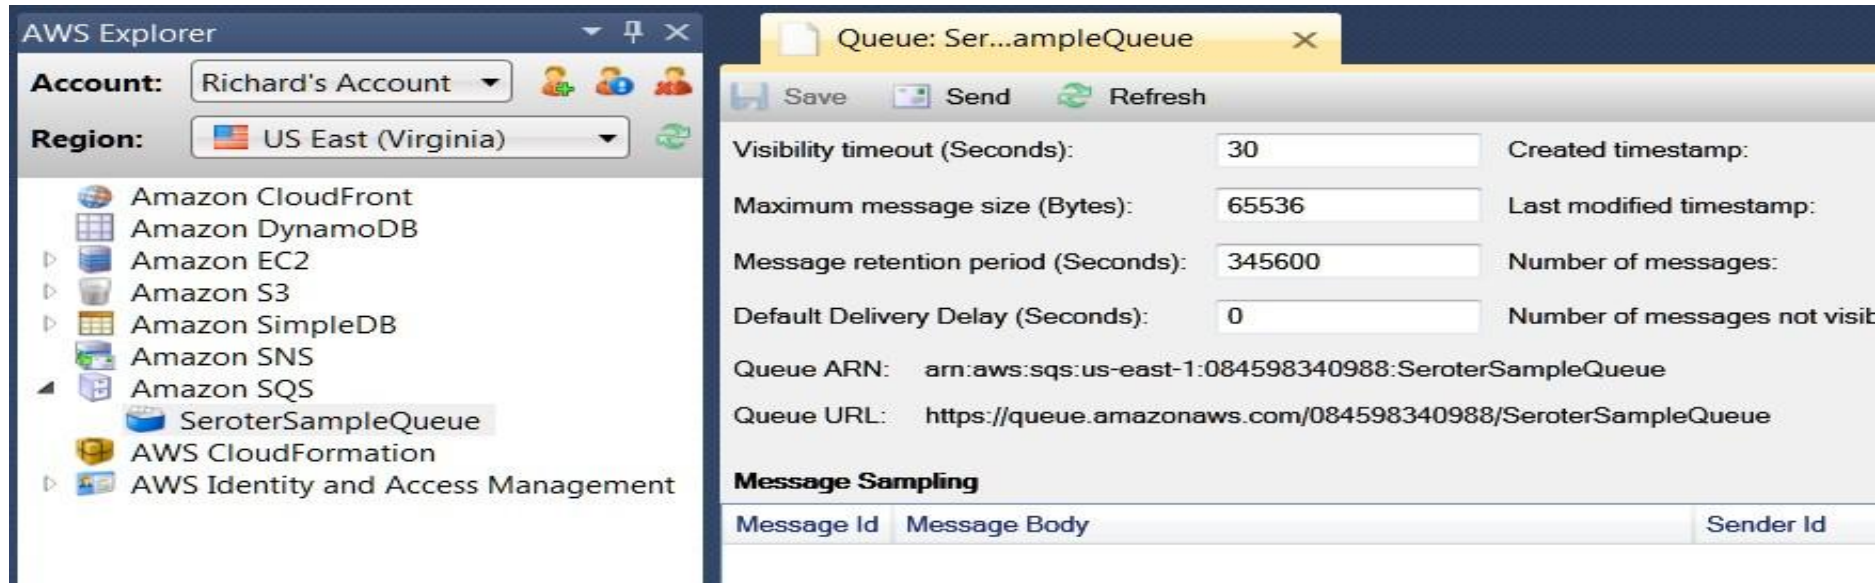 AWS Explorer
Account: Richard's Account
Region: US East (Virginia)
Amazon CloudFront
Amazon DynamoDB
Amazon EC2
Amazon S3
Amazon SimpleDB
Amazon SNS
Amazon SQS
SeroterSampleQueue
AWS CloudFormation
AWS Identity and Access Management
Queue: Ser...ampleQueue
Save Send Refresh
Visibility timeout (Seconds): 30 Created timestamp:
Maximum message size (Bytes): 65536 Last modified timestamp:
Message retention period (Seconds): 345600 Number of messages:
Default Delivery Delay (Seconds): 0 Number of messages not visib
Queue ARN: arn:aws:sqs:us-east-1:084598340988:SeroterSampleQueue
Queue URL: https://queue.amazonaws.com/084598340988/SeroterSampleQueue
Message Sampling
Message Id Message Body Sender Id